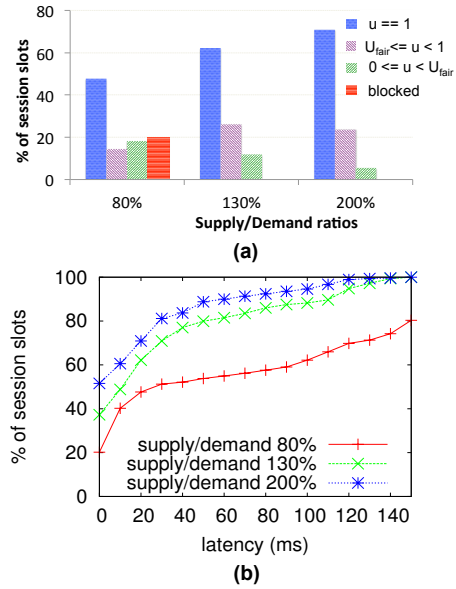 (a)
% of session slots
80
60
40
20
0
u == 1
U_fair<= u < 1
0 <= u < U_fair
blocked
80% 130% 200%
Supply/Demand ratios
(a)
% of session slots
100
80
60
40
20
0
supply/demand 80%
supply/demand 130%
supply/demand 200%
0 20 40 60 80 100 120 140
latency (ms)
(b)